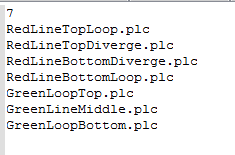 7
RedLineTopLoop.plc
RedLineTopDiverge.plc
RedLineBottomDiverge.plc
RedLineBottomLoop.plc
GreenLoopTop.plc
GreenLineMiddle.plc
GreenLoopBottom.plc